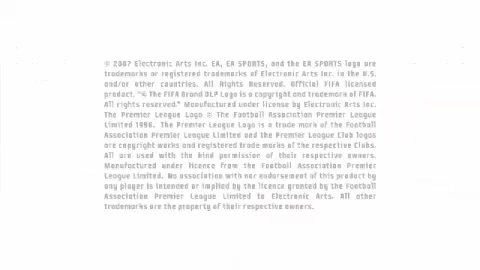 © 2007 Electronic Arts Inc. EA, EA SPORTS, and the EA SPORTS logo are
trademarks or registered trademarks of Electronic Arts Inc. in the U.S.
and/or other countries. All Rights Reserved. Official FIFA licensed
product. "© The FIFA Brand OLP Logo is a copyright and trademark of FIFA.
All rights reserved." Manufactured under license by Electronic Arts Inc.
The Premier League Logo © The Football Association Premier League
Limited 1996. The Premier League Logo is a trade mark of the Football
Association Premier League Limited and the Premier League Club logos
are copyright works and registered trade marks of the respective Clubs.
All are used with the kind permission of their respective owners.
Manufactured under licence from the Football Association Premier
League Limited. No association with nor endorsement of this product by
any player is intended or implied by the licence granted by the Football
Association Premier League Limited to Electronic Arts. All other
trademarks are the property of their respective owners.